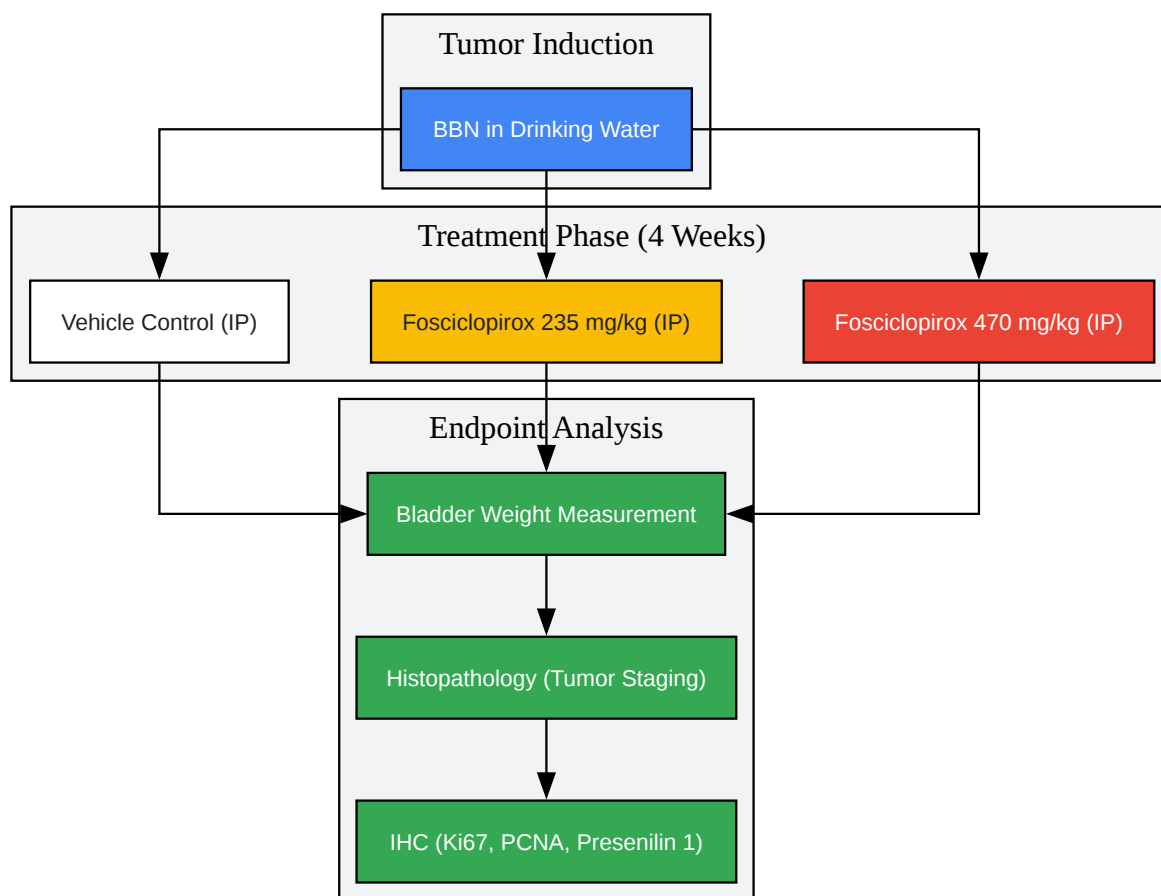 Tumor Induction
BBN in Drinking Water
Treatment Phase (4 Weeks)
Vehicle Control (IP)
Fosciclopirox 235 mg/kg (IP)
Fosciclopirox 470 mg/kg (IP)
Endpoint Analysis
Bladder Weight Measurement
Histopathology (Tumor Staging)
IHC (Ki67, PCNA, Presenilin 1)